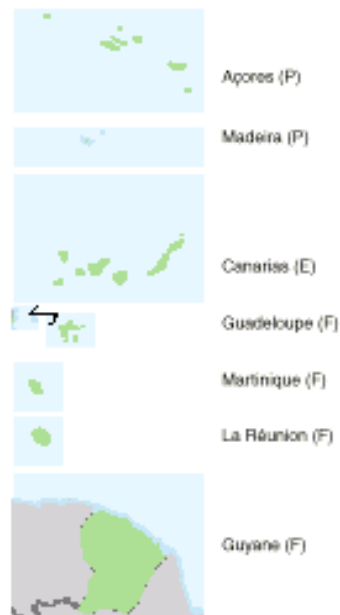 Açores (P)
Madeira (P)
Canarias (E)
Guadeloupe (F)
Martinique (F)
La Réunion (F)
Guyane (F)